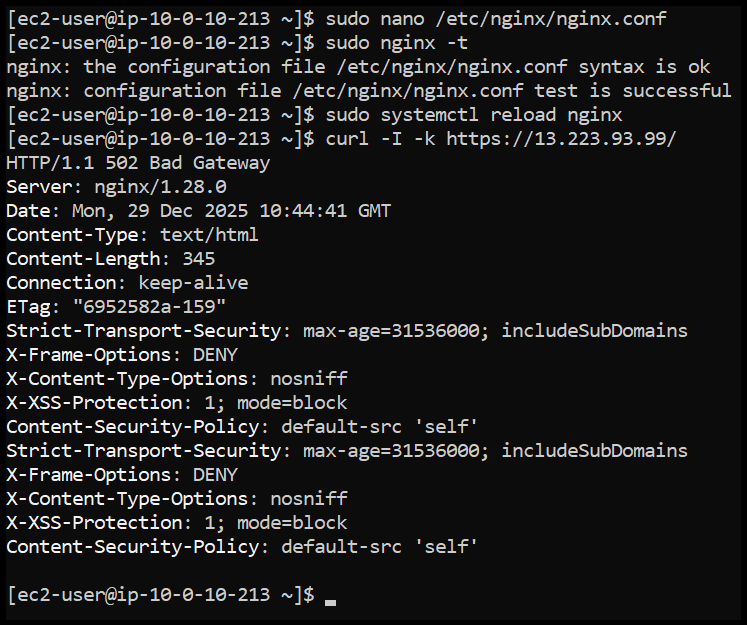 [ec2-user@ip-10-0-10-213 ~]$ sudo nano /etc/nginx/nginx.conf
[ec2-user@ip-10-0-10-213 ~]$ sudo nginx -t
nginx: the configuration file /etc/nginx/nginx.conf syntax is ok
nginx: configuration file /etc/nginx/nginx.conf test is successful
[ec2-user@ip-10-0-10-213 ~]$ sudo systemctl reload nginx
[ec2-user@ip-10-0-10-213 ~]$ curl -I -k https://13.223.93.99/
HTTP/1.1 502 Bad Gateway
Server: nginx/1.28.0
Date: Mon, 29 Dec 2025 10:44:41 GMT
Content-Type: text/html
Content-Length: 345
Connection: keep-alive
ETag: "6952582a-159"
Strict-Transport-Security: max-age=31536000; includeSubDomains
X-Frame-Options: DENY
X-Content-Type-Options: nosniff
X-XSS-Protection: 1; mode=block
Content-Security-Policy: default-src 'self'
Strict-Transport-Security: max-age=31536000; includeSubDomains
X-Frame-Options: DENY
X-Content-Type-Options: nosniff
X-XSS-Protection: 1; mode=block
Content-Security-Policy: default-src 'self'
[ec2-user@ip-10-0-10-213 ~]$